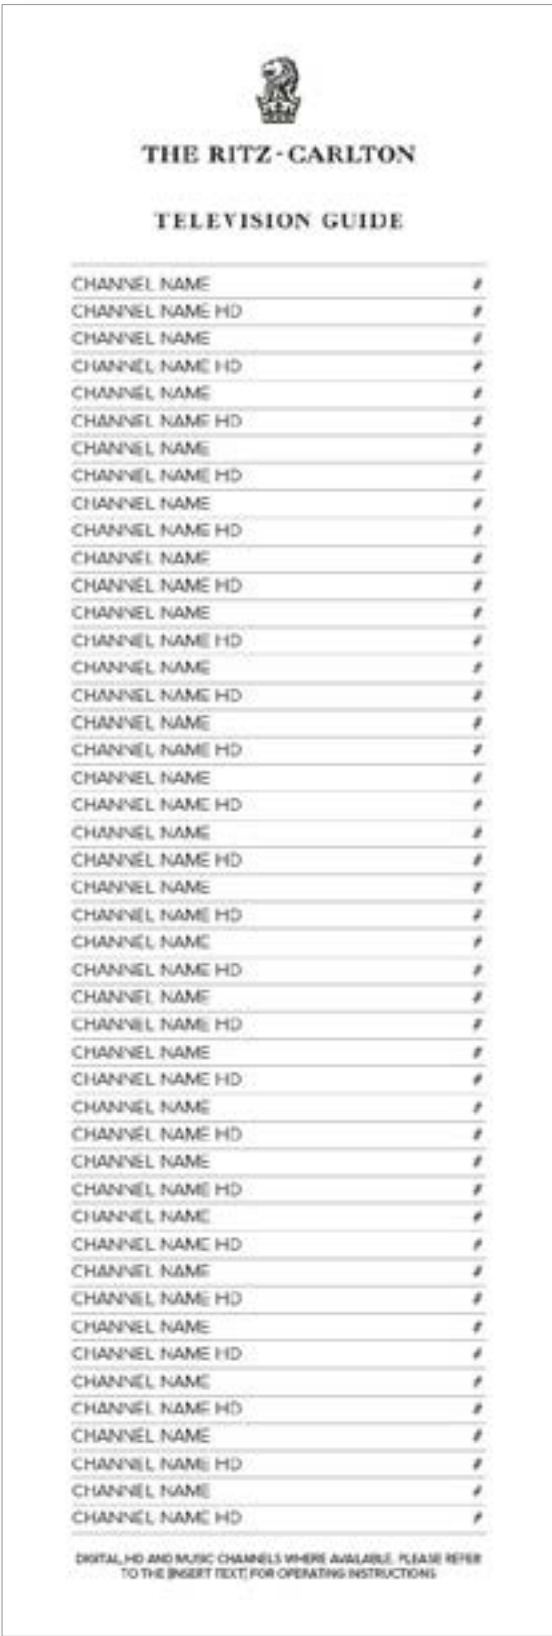 THE RITZ-CARLTON
TELEVISION GUIDE
CHANNEL NAME #
CHANNEL NAME HD #
CHANNEL NAME #
CHANNEL NAME HD #
CHANNEL NAME #
CHANNEL NAME HD #
CHANNEL NAME #
CHANNEL NAME HD #
CHANNEL NAME #
CHANNEL NAME HD #
CHANNEL NAME #
CHANNEL NAME HD #
CHANNEL NAME #
CHANNEL NAME HD #
CHANNEL NAME #
CHANNEL NAME HD #
CHANNEL NAME #
CHANNEL NAME HD #
CHANNEL NAME #
CHANNEL NAME HD #
CHANNEL NAME #
CHANNEL NAME HD #
CHANNEL NAME #
CHANNEL NAME HD #
CHANNEL NAME #
CHANNEL NAME HD #
CHANNEL NAME #
CHANNEL NAME HD #
CHANNEL NAME #
CHANNEL NAME HD #
CHANNEL NAME #
CHANNEL NAME HD #
CHANNEL NAME #
CHANNEL NAME HD #
CHANNEL NAME #
CHANNEL NAME HD #
CHANNEL NAME #
CHANNEL NAME HD #
CHANNEL NAME #
CHANNEL NAME HD #
CHANNEL NAME #
CHANNEL NAME HD #
CHANNEL NAME #
CHANNEL NAME HD #
CHANNEL NAME #
CHANNEL NAME HD #
DIGITAL, HD AND MUSIC CHANNELS WHERE AVAILABLE. PLEASE REFER
TO THE [INSERT TEXT] FOR OPERATING INSTRUCTIONS